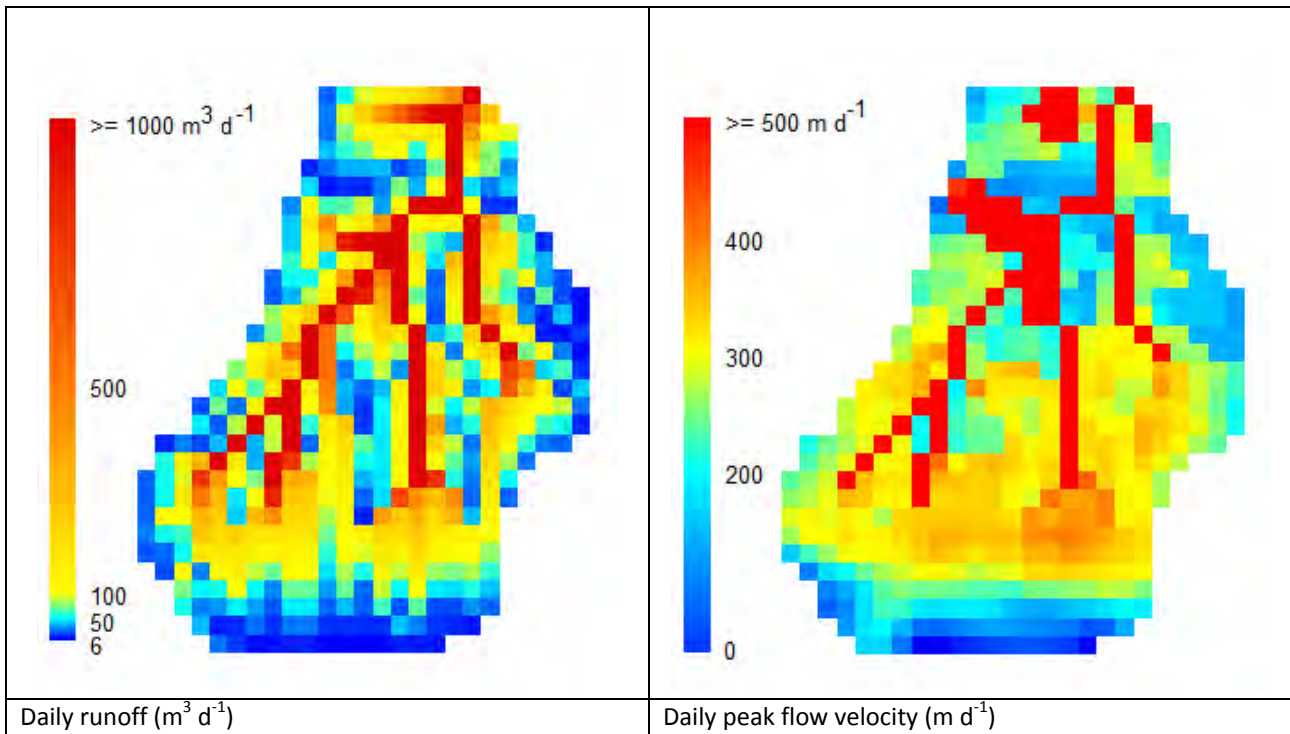 >= 1000 m³ d⁻¹
500
100
50
6
Daily runoff (m³ d⁻¹)
>= 500 m d⁻¹
400
300
200
0
Daily peak flow velocity (m d⁻¹)